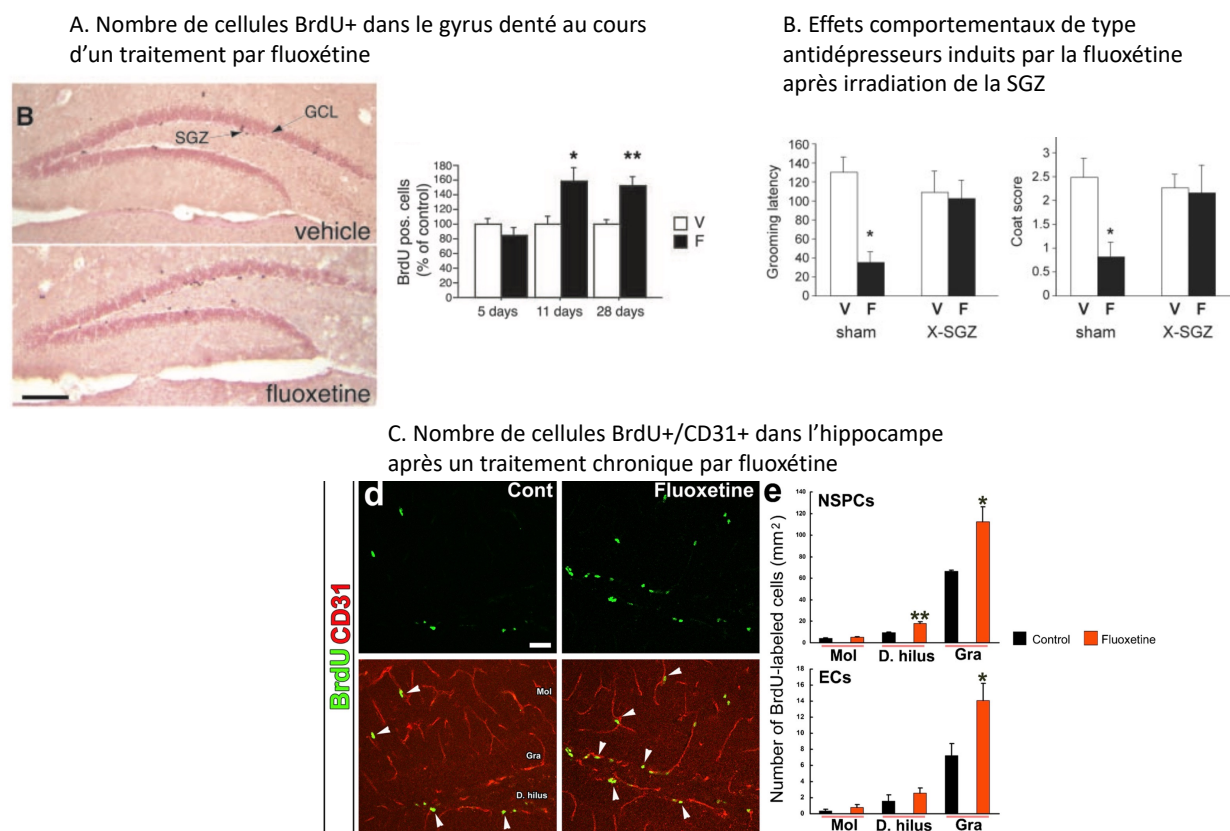 A. Nombre de cellules BrdU+ dans le gyrus denté au cours
d’un traitement par fluoxétine
B
GCL
SGZ
vehicle
fluoxetine
BrdU pos. cells
(% of control)
180
160
140
120
100
80
60
40
20
0
*
**
5 days 11 days 28 days
V
F
B. Effets comportementaux de type
antidépresseurs induits par la fluoxétine
après irradiation de la SGZ
Grooming latency
160
140
120
100
80
60
40
20
0
*
V F V F
sham X-SGZ
Coat score
3
2.5
2
1.5
1
0.5
0
*
V F V F
sham X-SGZ
C. Nombre de cellules BrdU+/CD31+ dans l’hippocampe
après un traitement chronique par fluoxétine
BrdU CD31
d
Cont
Fluoxetine
Mol
Gra
D. hilus
e
Number of BrdU-labeled cells (mm²)
NSPCs
140
120
100
80
60
40
20
0
**
*
Mol D. hilus Gra
Control Fluoxetine
ECs
18
16
14
12
10
8
6
4
2
0
*
Mol D. hilus Gra